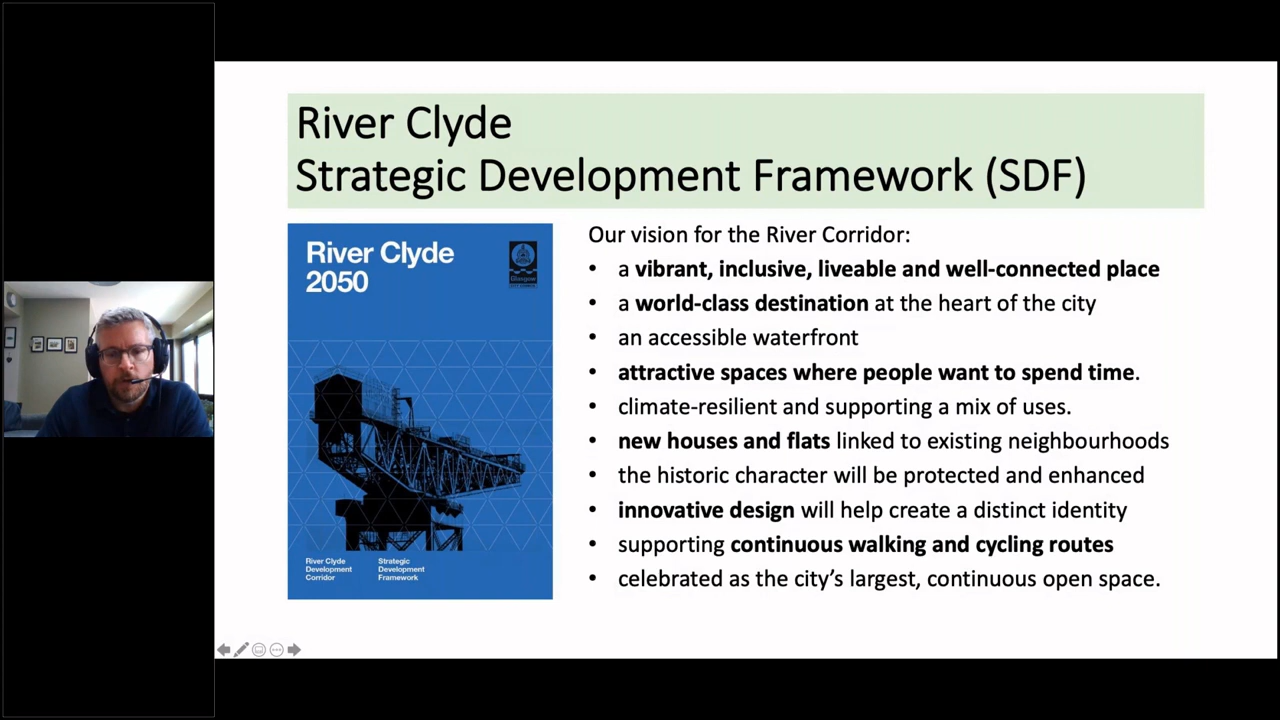 River Clyde
Strategic Development Framework (SDF)
River Clyde
2050
Glasgow
CITY COUNCIL
River Clyde
Development
Corridor
Strategic
Development
Framework
Our vision for the River Corridor:
• a vibrant, inclusive, liveable and well-connected place
• a world-class destination at the heart of the city
• an accessible waterfront
• attractive spaces where people want to spend time.
• climate-resilient and supporting a mix of uses.
• new houses and flats linked to existing neighbourhoods
• the historic character will be protected and enhanced
• innovative design will help create a distinct identity
• supporting continuous walking and cycling routes
• celebrated as the city’s largest, continuous open space.